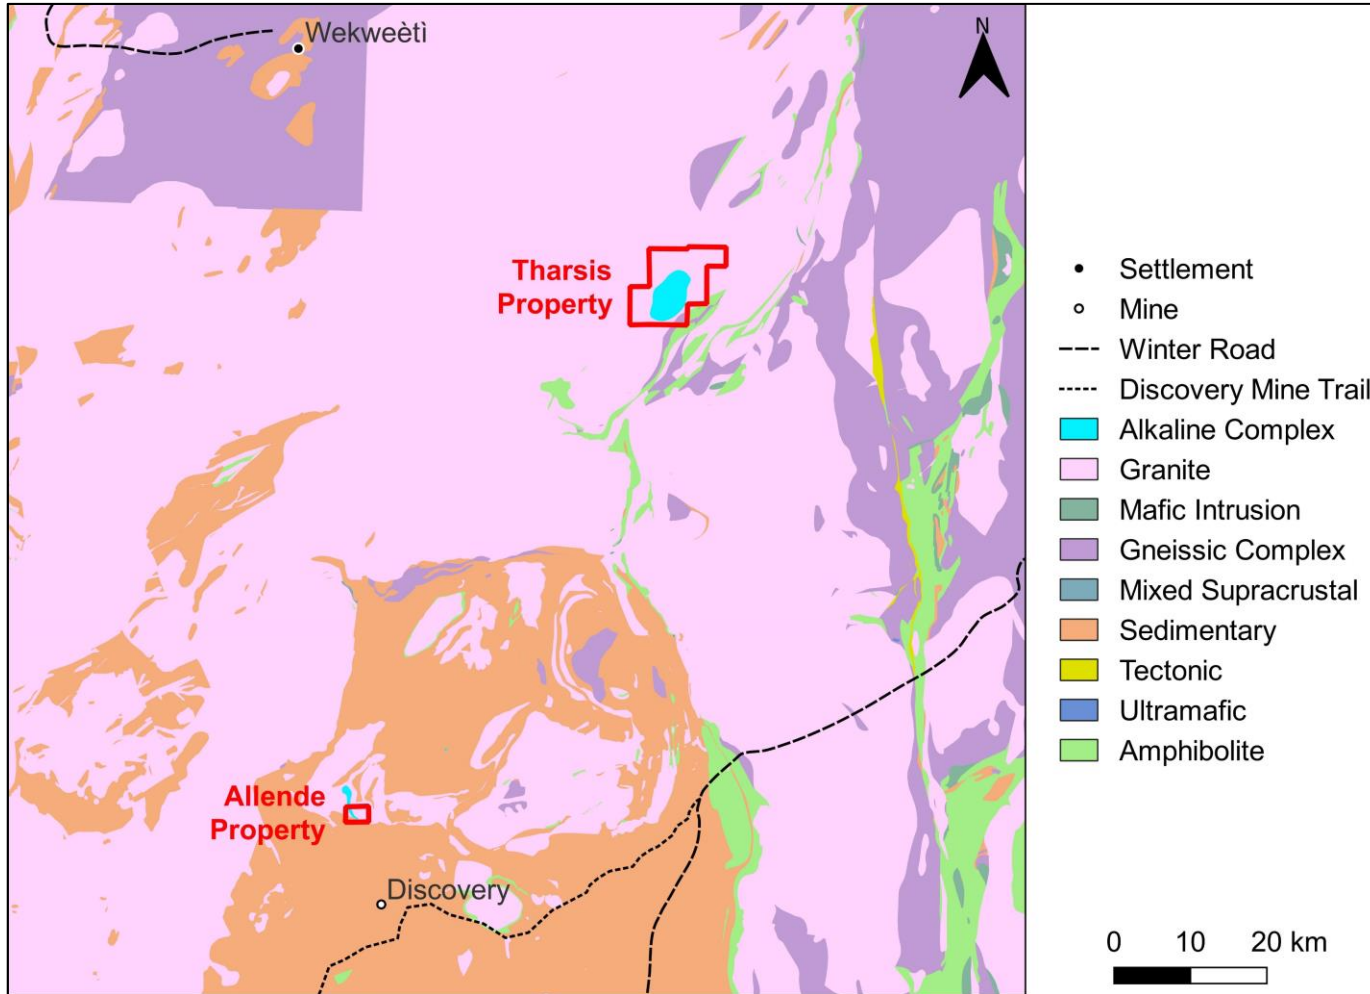 Wekweètì
N
Tharsis
Property
Allende
Property
Discovery
Settlement
Mine
Winter Road
Discovery Mine Trail
Alkaline Complex
Granite
Mafic Intrusion
Gneissic Complex
Mixed Supracrustal
Sedimentary
Tectonic
Ultramafic
Amphibolite
0 10 20 km